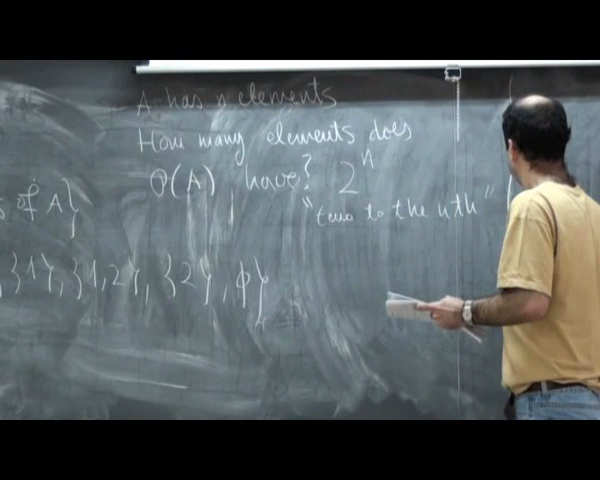 A has n elements
How many elements does
P(A) have? 2^n
"two to the nth"
of A}
, {1}, {1,2}, {2}, ϕ}